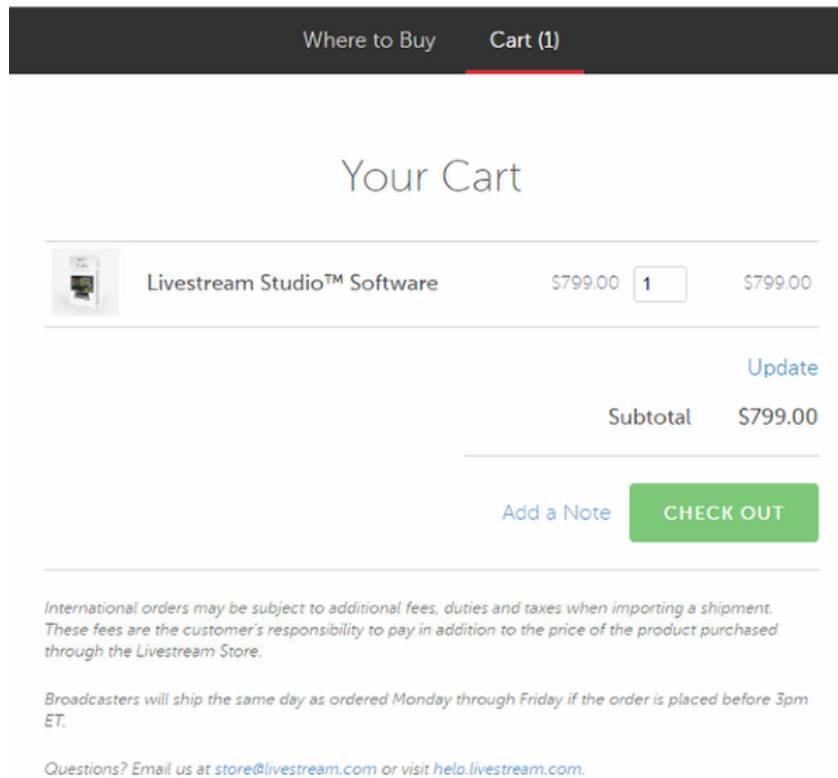 Where to Buy Cart (1)
Your Cart
Livestream Studio™ Software $799.00 1 $799.00
Update
Subtotal $799.00
Add a Note CHECK OUT
International orders may be subject to additional fees, duties and taxes when importing a shipment.
These fees are the customer's responsibility to pay in addition to the price of the product purchased
through the Livestream Store.
Broadcasters will ship the same day as ordered Monday through Friday if the order is placed before 3pm
ET.
Questions? Email us at store@livestream.com or visit help.livestream.com.